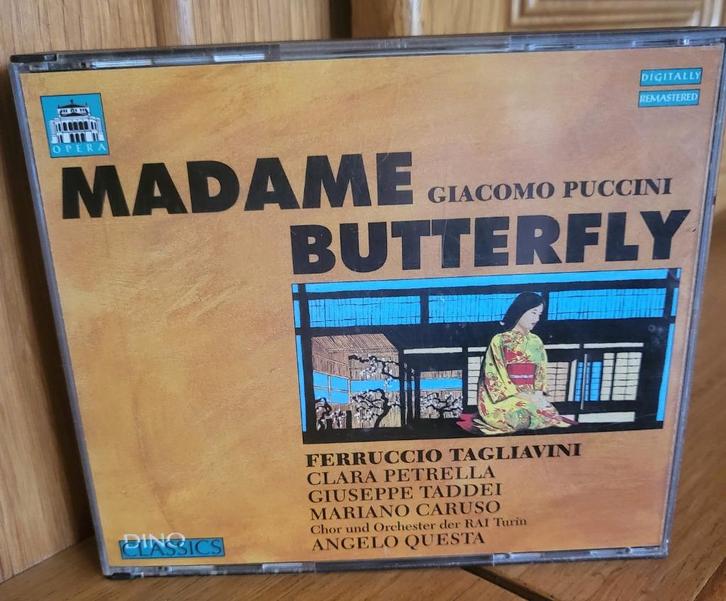 DIGITALLY
REMASTERED
OPERA
MADAME
GIACOMO PUCCINI
BUTTERFLY
FERRUCCIO TAGLIAVINI
CLARA PETRELLA
GIUSEPPE TADDEI
MARIANO CARUSO
Chor und Orchester der RAI Turin
ANGELO QUESTA
DINO
CLASSICS